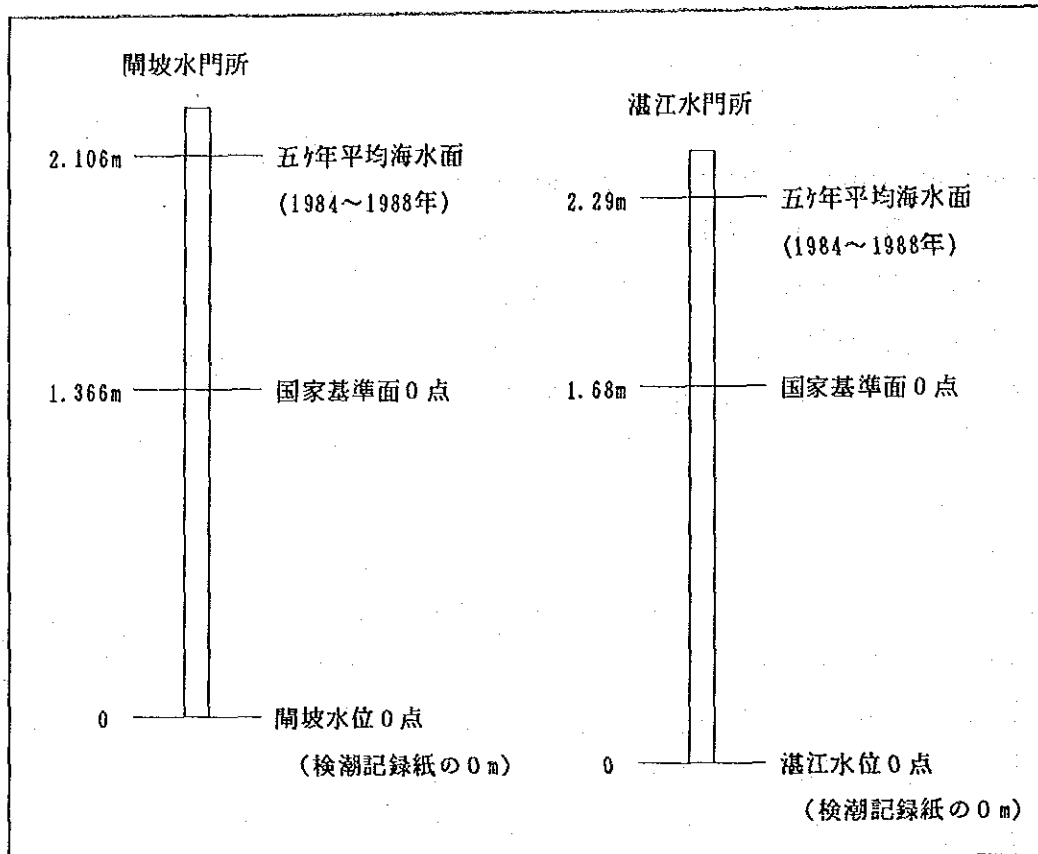 閘坡水門所
2.106m
五ヶ年平均海水面
(1984〜1988年)
1.366m
国家基準面0点
0
閘坡水位0点
(検潮記録紙の0m)
湛江水門所
2.29m
五ヶ年平均海水面
(1984〜1988年)
1.68m
国家基準面0点
0
湛江水位0点
(検潮記録紙の0m)